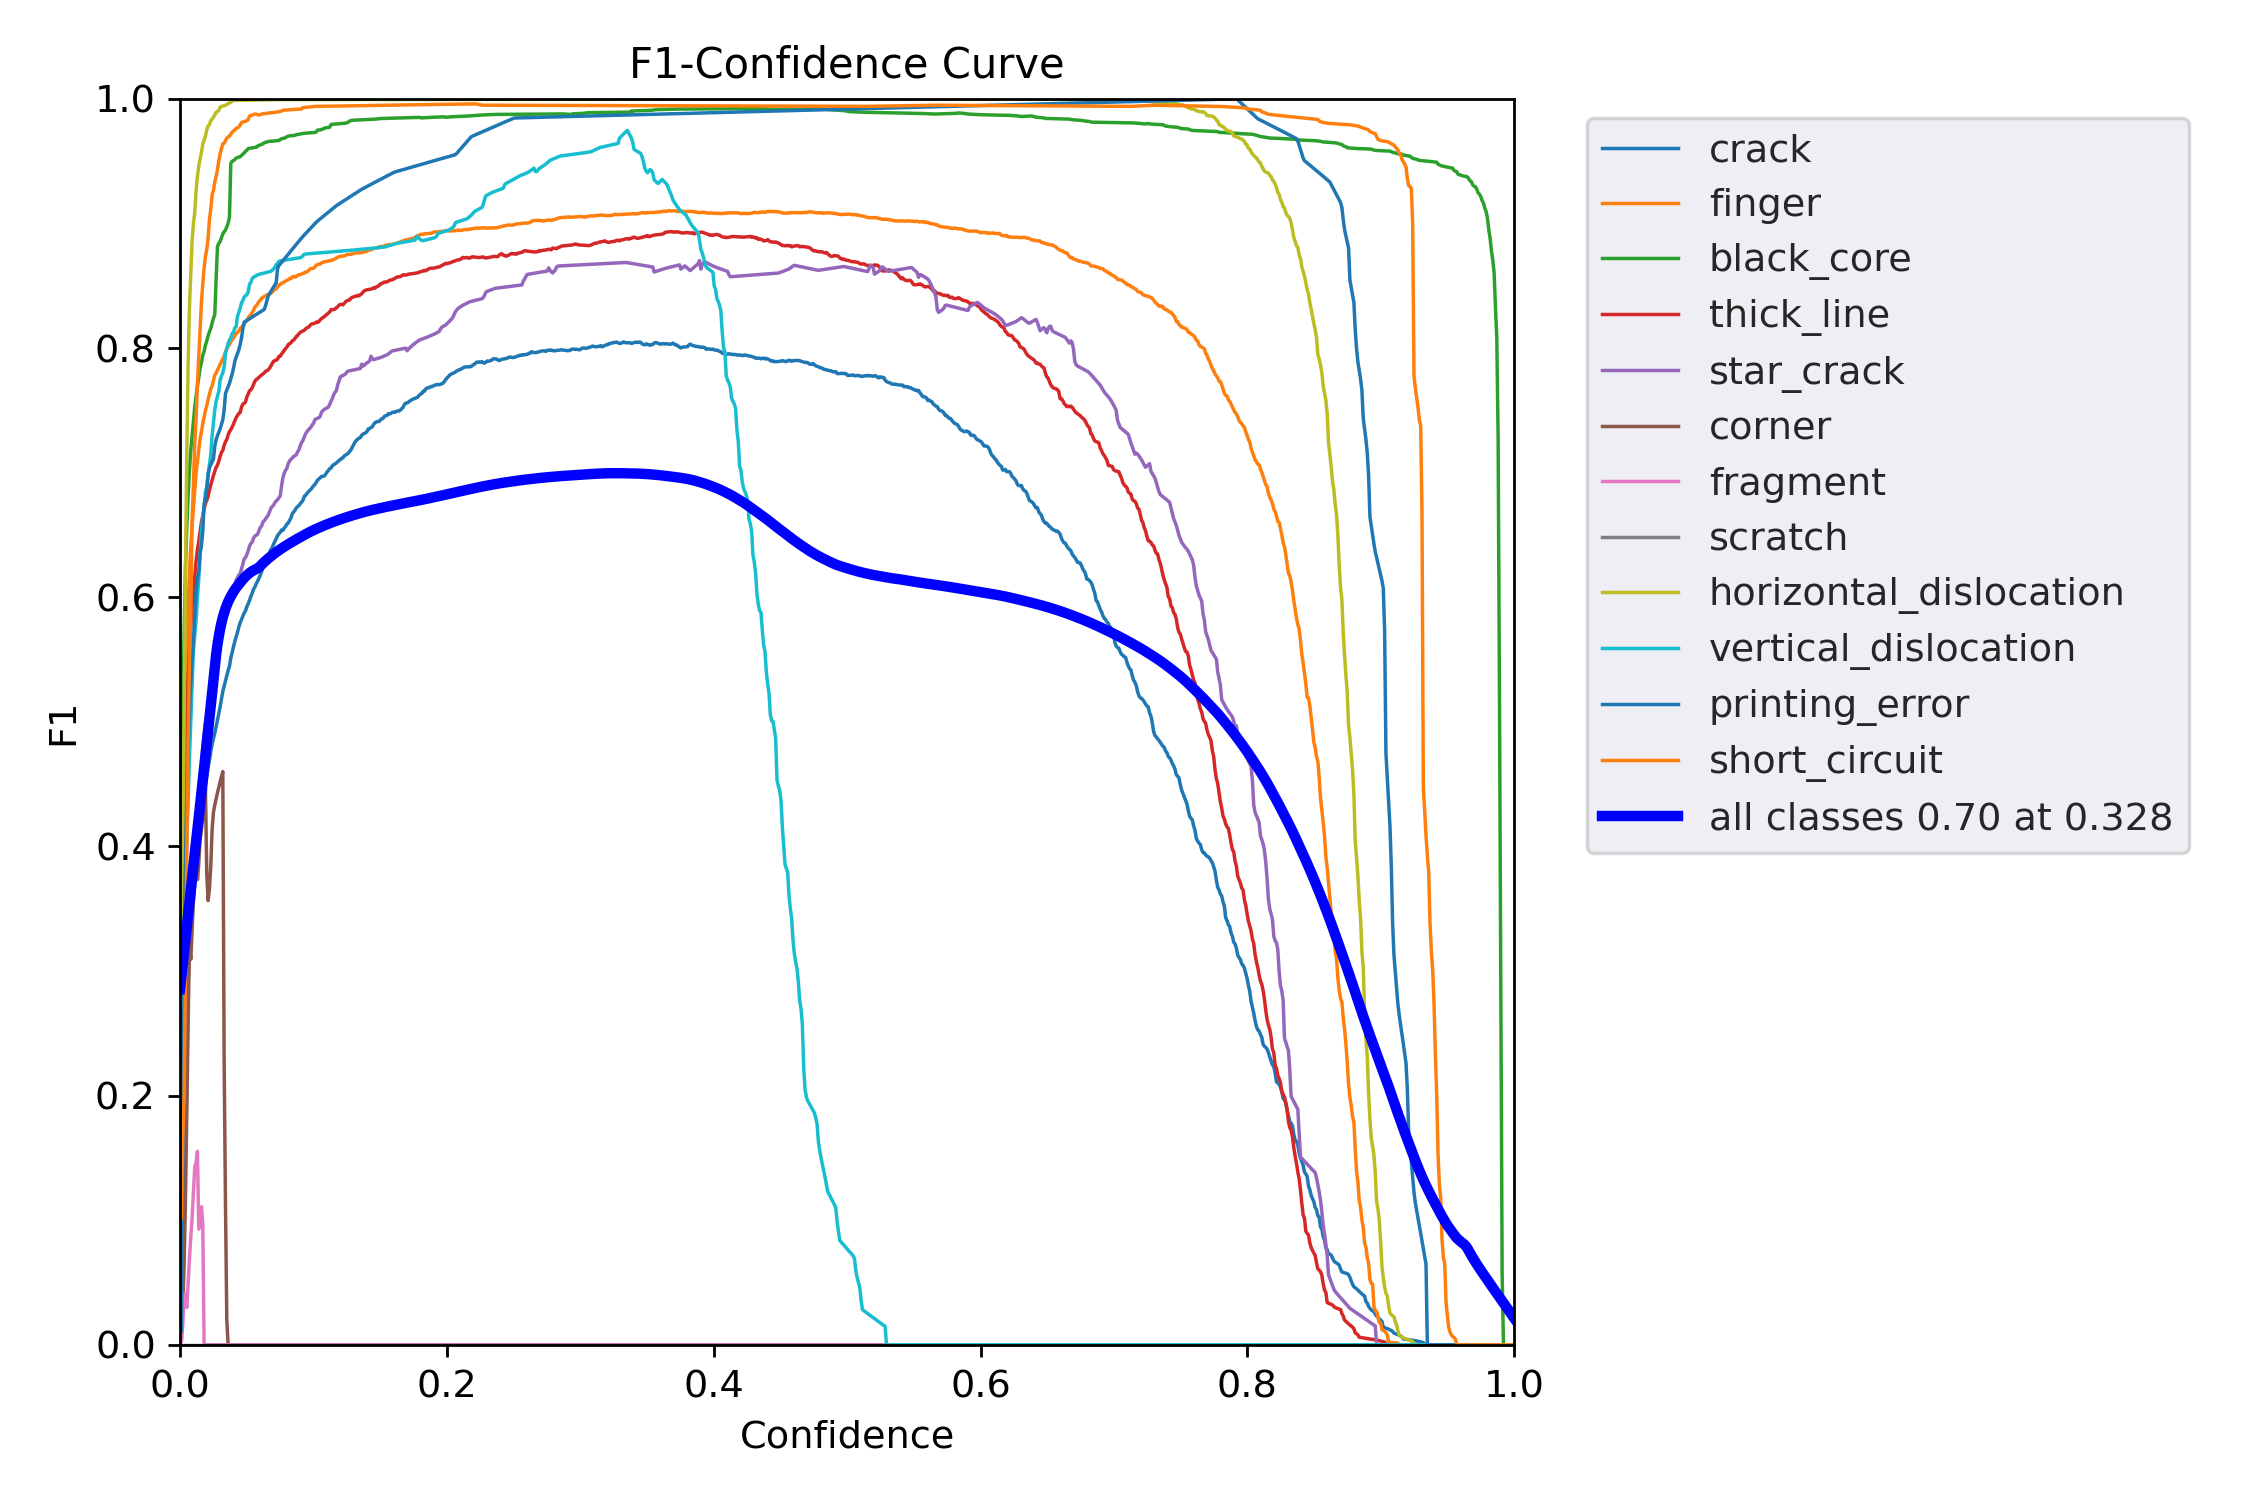 F1-Confidence Curve
1.0
0.8
0.6
0.4
0.2
0.0
F1
0.0 0.2 0.4 0.6 0.8 1.0
Confidence
crack
finger
black_core
thick_line
star_crack
corner
fragment
scratch
horizontal_dislocation
vertical_dislocation
printing_error
short_circuit
all classes 0.70 at 0.328